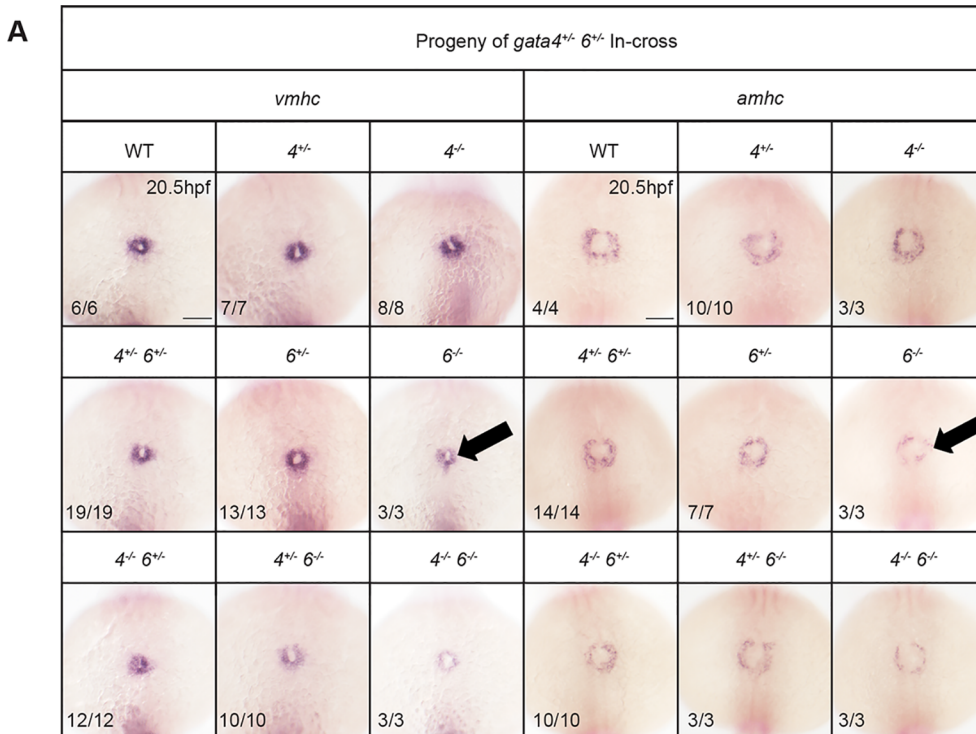 A
Progeny of gata4+/- 6+/- In-cross
vmhc amhc
WT 4+/- 4-/- WT 4+/- 4-/-
20.5hpf 20.5hpf
6/6 7/7 8/8 4/4 10/10 3/3
4+/- 6+/- 6+/- 6-/- 4+/- 6+/- 6+/- 6-/-
19/19 13/13 3/3 14/14 7/7 3/3
4-/- 6+/- 4+/- 6-/- 4-/- 6-/- 4-/- 6+/- 4+/- 6-/- 4-/- 6-/-
12/12 10/10 3/3 10/10 3/3 3/3